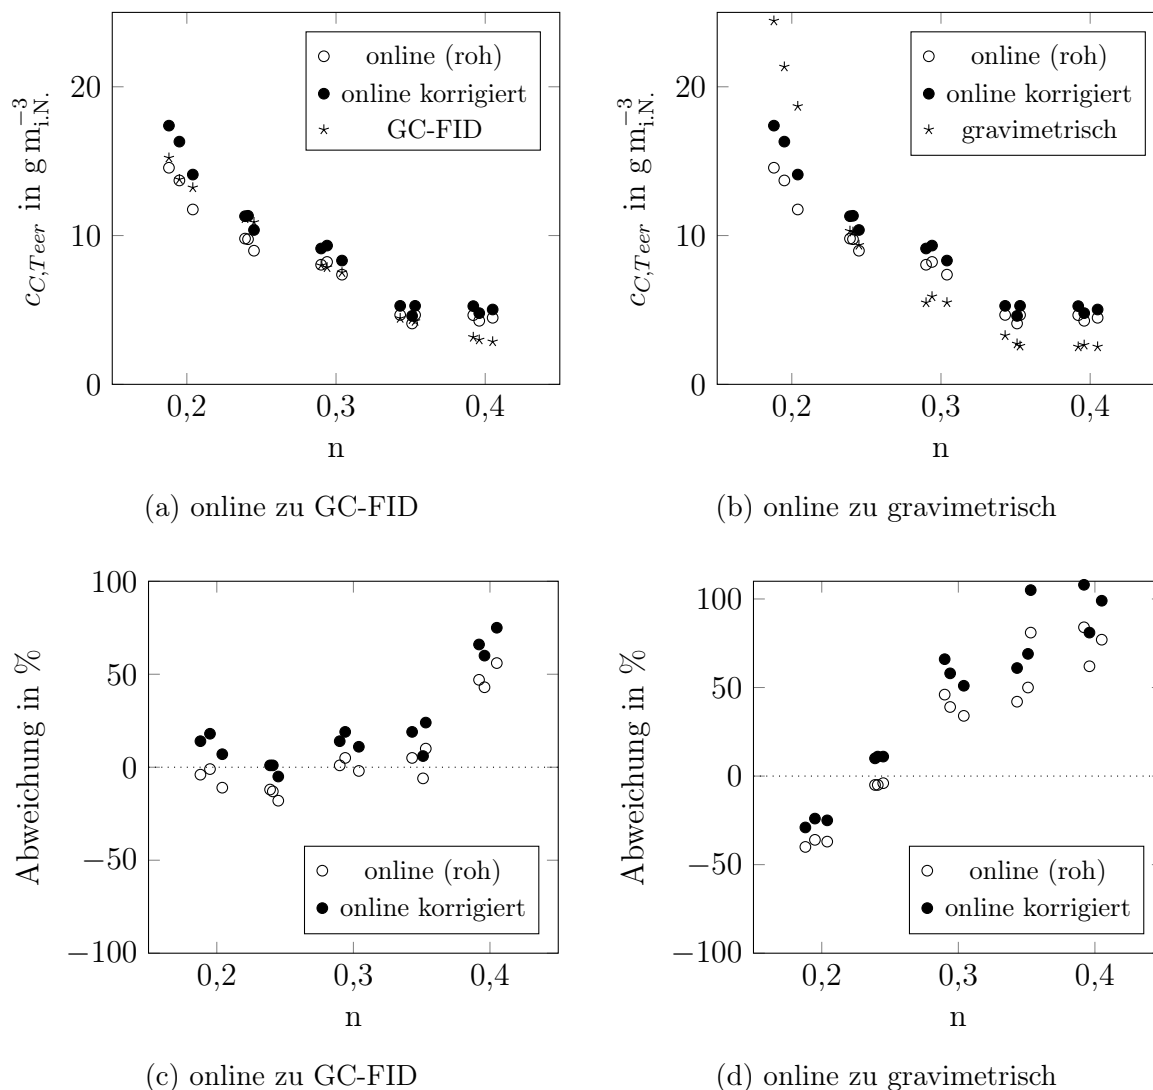 20
10
0
0,2
0,3
0,4
n
c_{C,Teer} in g m^{−3}_{i.N.}
online (roh)
online korrigiert
GC-FID
(a) online zu GC-FID
20
10
0
0,2
0,3
0,4
n
c_{C,Teer} in g m^{−3}_{i.N.}
online (roh)
online korrigiert
gravimetrisch
(b) online zu gravimetrisch
100
50
0
−50
−100
0,2
0,3
0,4
n
Abweichung in %
online (roh)
online korrigiert
(c) online zu GC-FID
100
50
0
−50
−100
0,2
0,3
0,4
n
Abweichung in %
online (roh)
online korrigiert
(d) online zu gravimetrisch